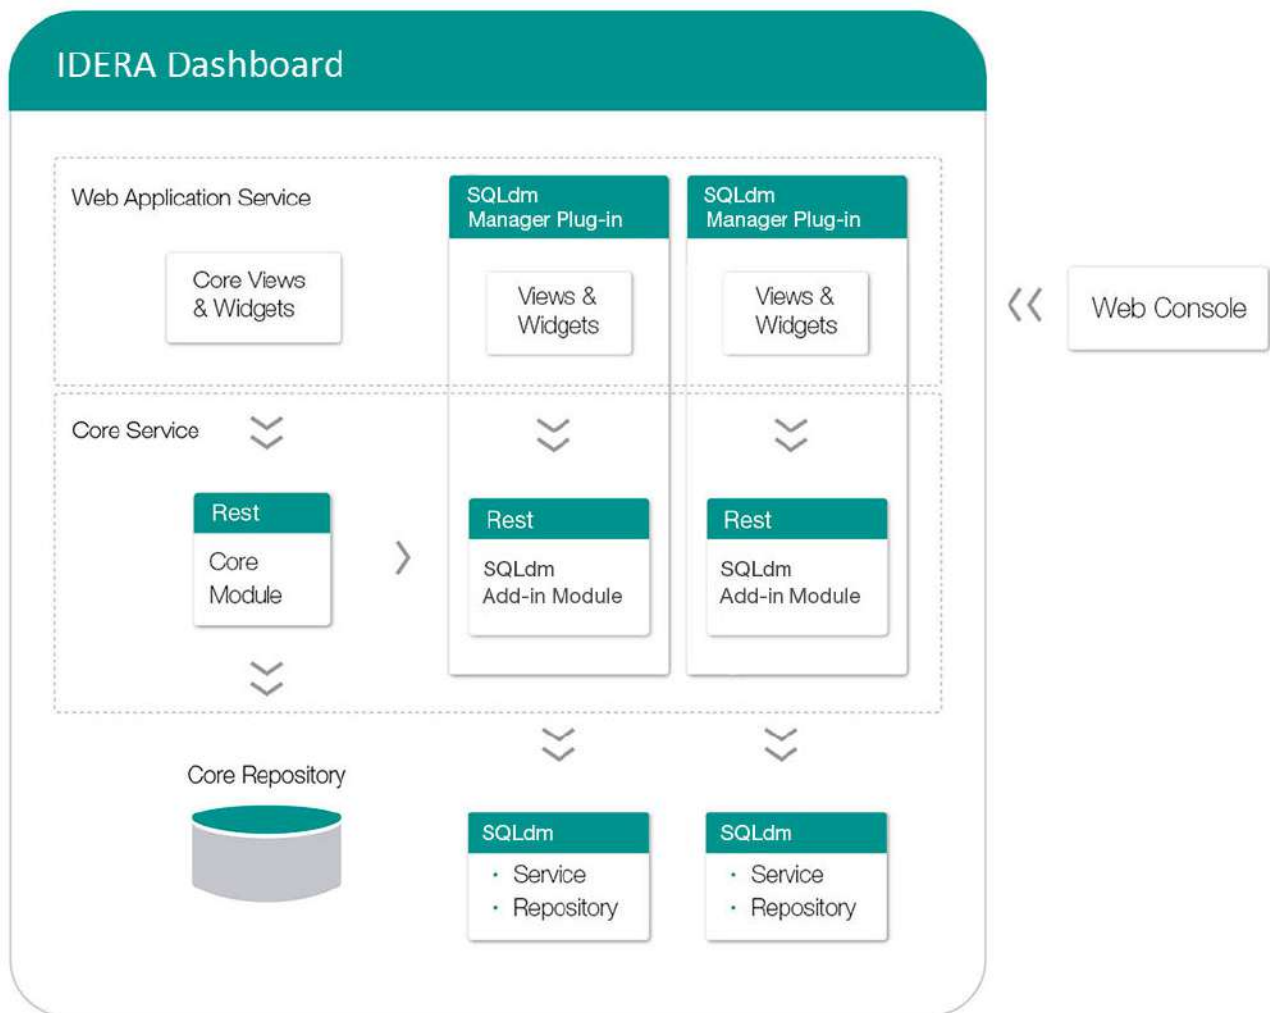 IDERA Dashboard
Web Application Service
Core Views
& Widgets
SQLdm
Manager Plug-in
Views &
Widgets
SQLdm
Manager Plug-in
Views &
Widgets
Web Console
Core Service
Rest
Core
Module
Rest
SQLdm
Add-in Module
Rest
SQLdm
Add-in Module
Core Repository
SQLdm
• Service
• Repository
SQLdm
• Service
• Repository